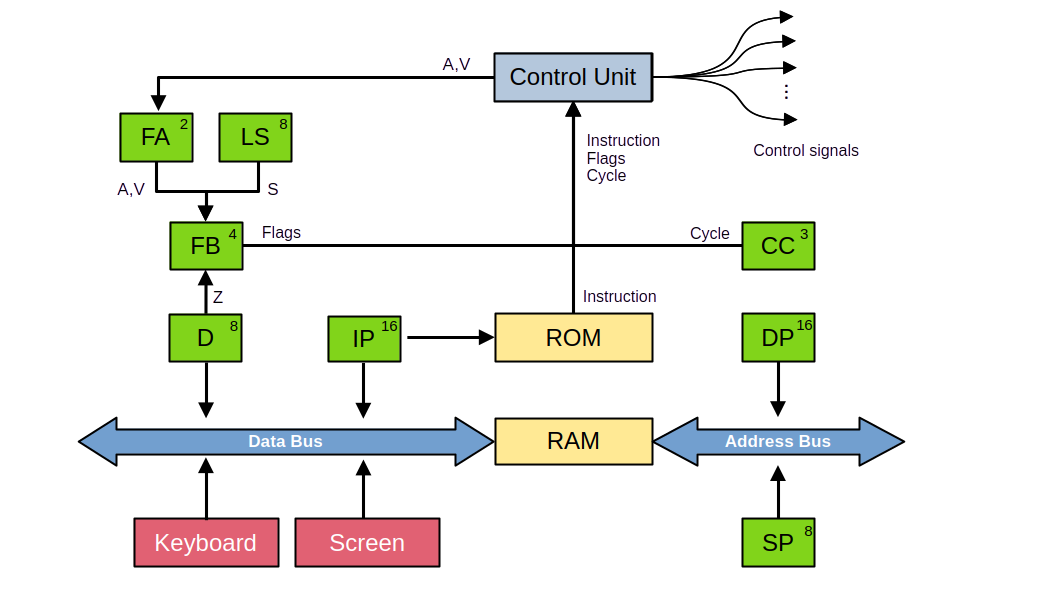 A,V
Control Unit
Control signals
FA 2
LS 8
Instruction
Flags
Cycle
A,V
S
FB 4
Flags
Cycle
CC 3
Z
Instruction
D 8
IP 16
ROM
DP 16
Data Bus
RAM
Address Bus
Keyboard
Screen
SP 8